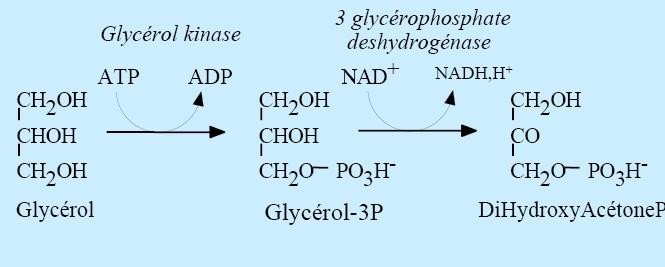 Glycérol kinase
3 glycérophosphate
deshydrogénase
ATP ADP NAD+ NADH,H+
CH2OH CH2OH CH2OH
CHOH CHOH CO
CH2OH CH2O— PO3H- CH2O— PO3H-
Glycérol Glycérol-3P DiHydroxyAcétoneP